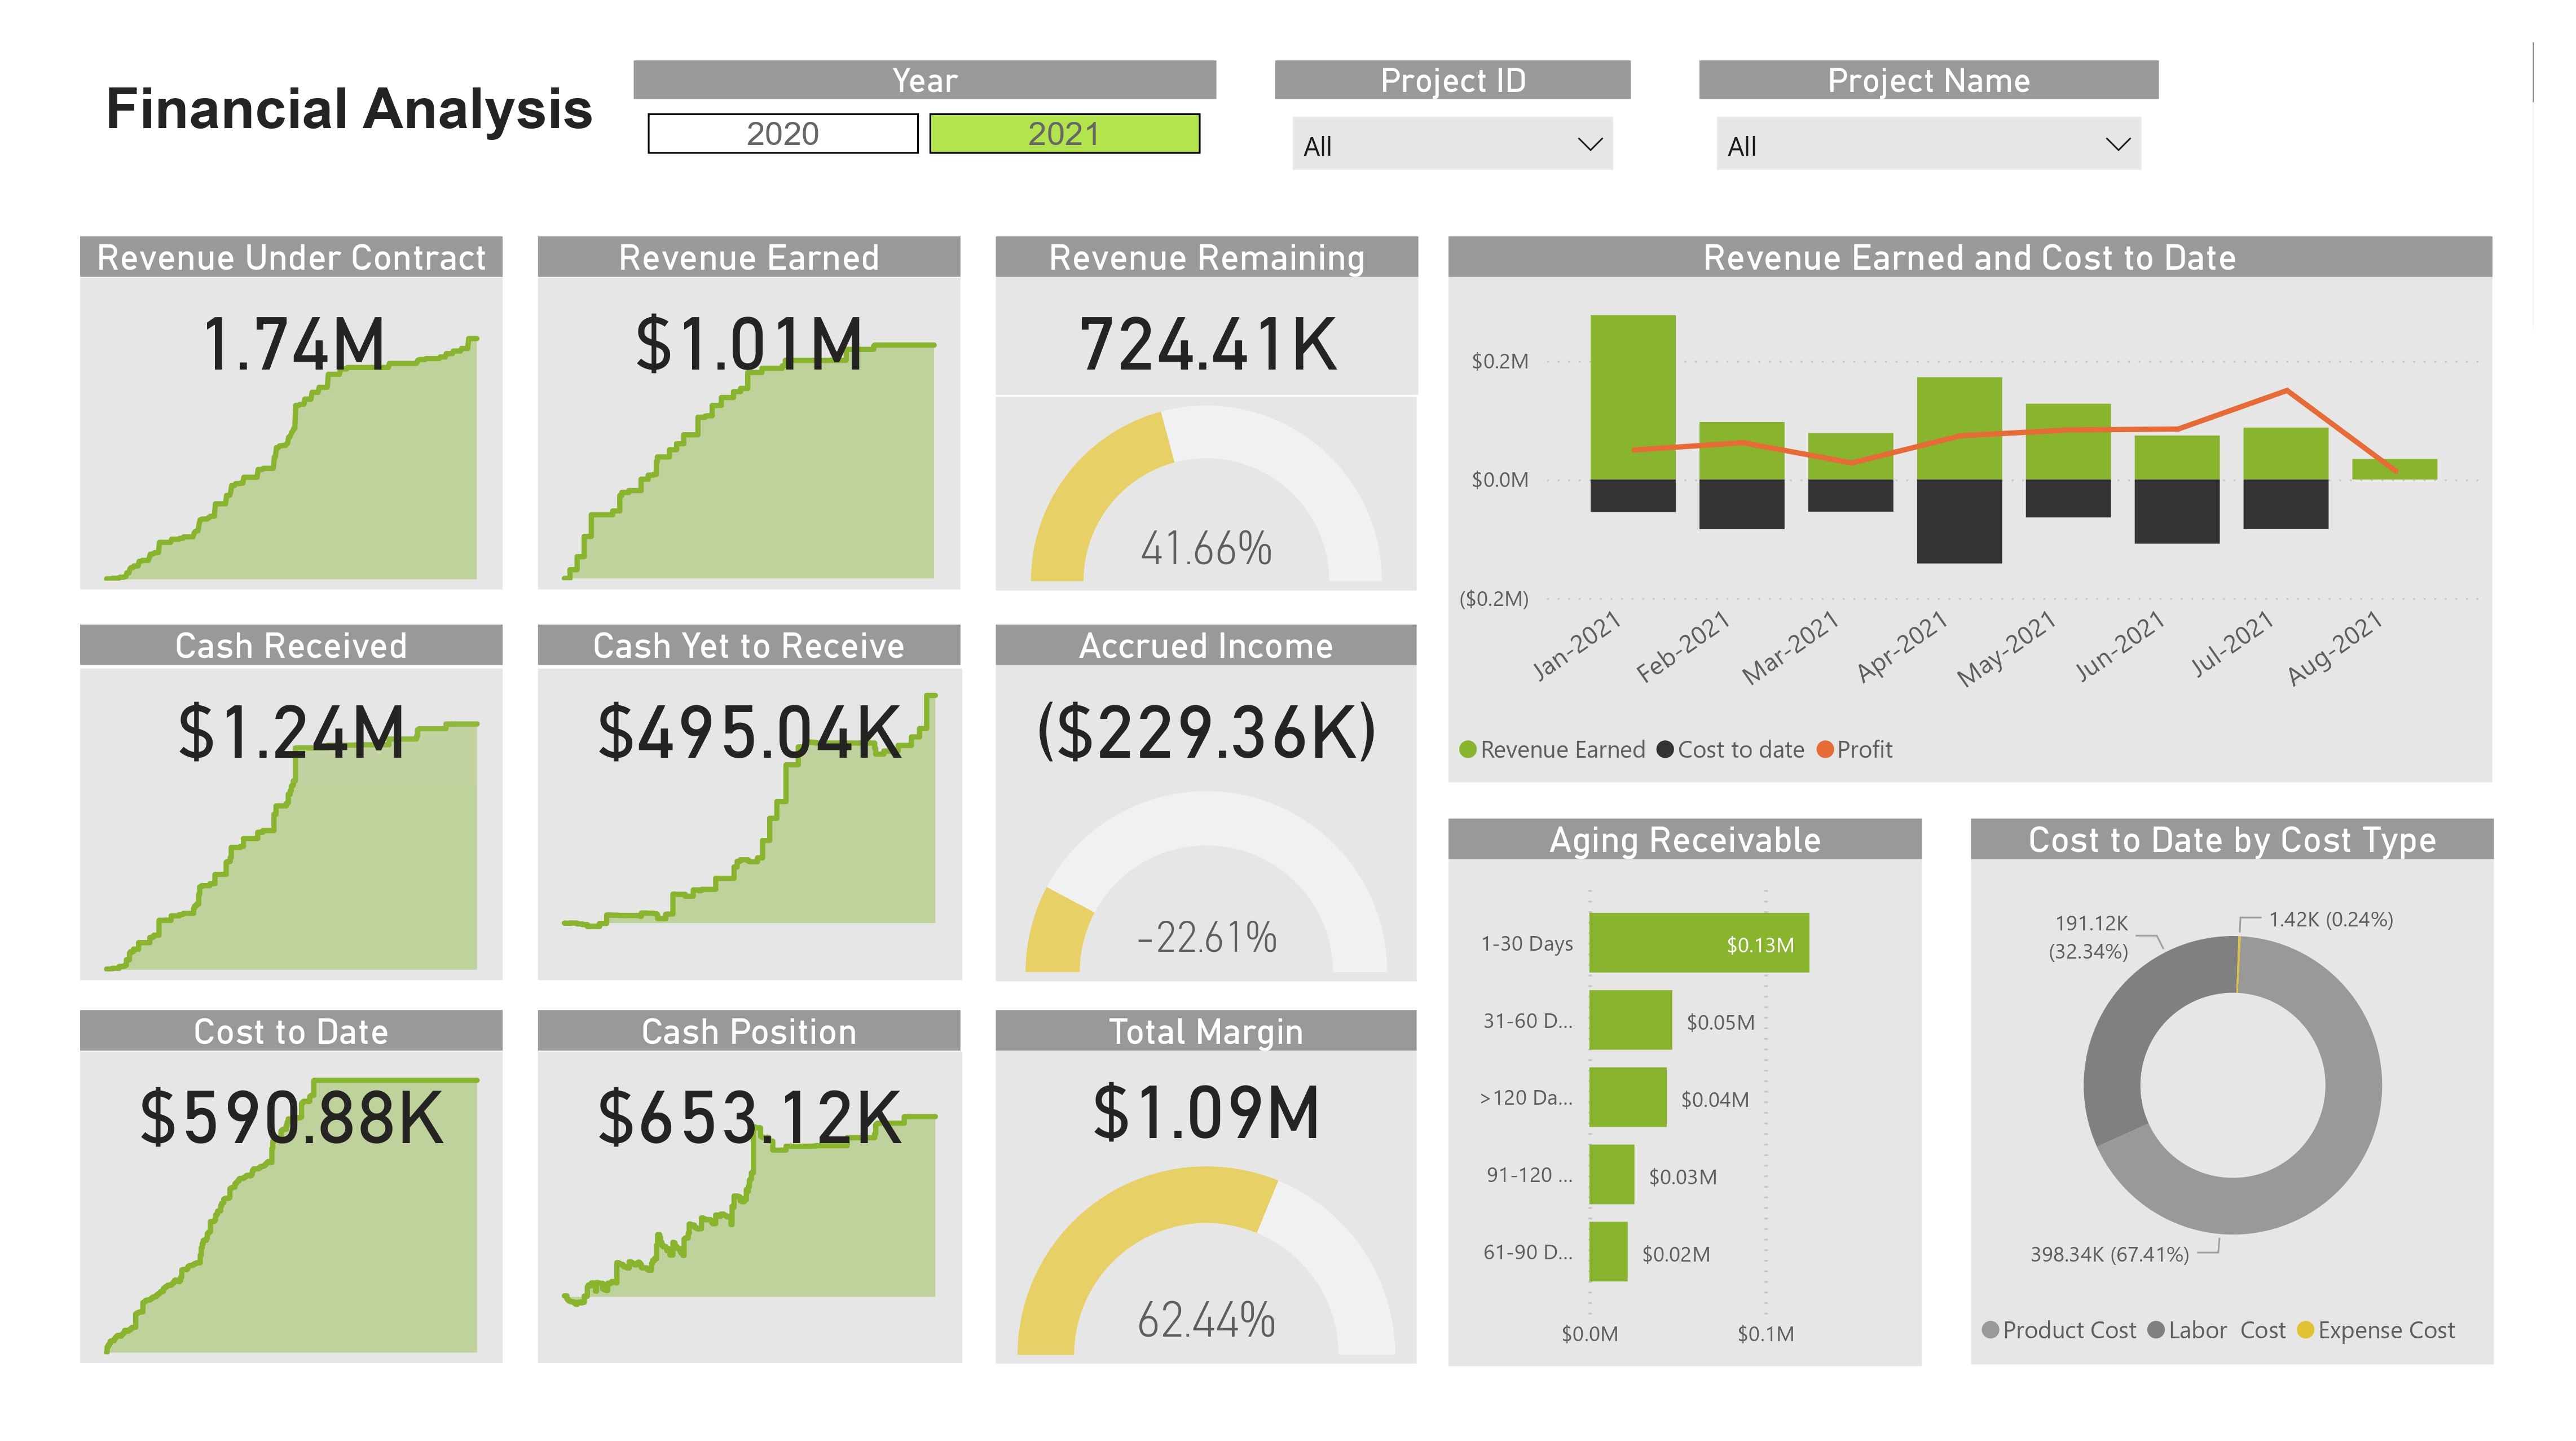 Financial Analysis
Year
2020
2021
Project ID
All
Project Name
All
Revenue Under Contract
1.74M
Revenue Earned
$1.01M
Revenue Remaining
724.41K
41.66%
Revenue Earned and Cost to Date
$0.2M
$0.0M
($0.2M)
Jan-2021
Feb-2021
Mar-2021
Apr-2021
May-2021
Jun-2021
Jul-2021
Aug-2021
Revenue Earned
Cost to date
Profit
Cash Received
$1.24M
Cash Yet to Receive
$495.04K
Accrued Income
($229.36K)
-22.61%
Cost to Date
$590.88K
Cash Position
$653.12K
Total Margin
$1.09M
62.44%
Aging Receivable
1-30 Days
$0.13M
31-60 D...
$0.05M
>120 Da...
$0.04M
91-120 ...
$0.03M
61-90 D...
$0.02M
$0.0M
$0.1M
Cost to Date by Cost Type
191.12K
(32.34%)
1.42K (0.24%)
398.34K (67.41%)
Product Cost
Labor Cost
Expense Cost